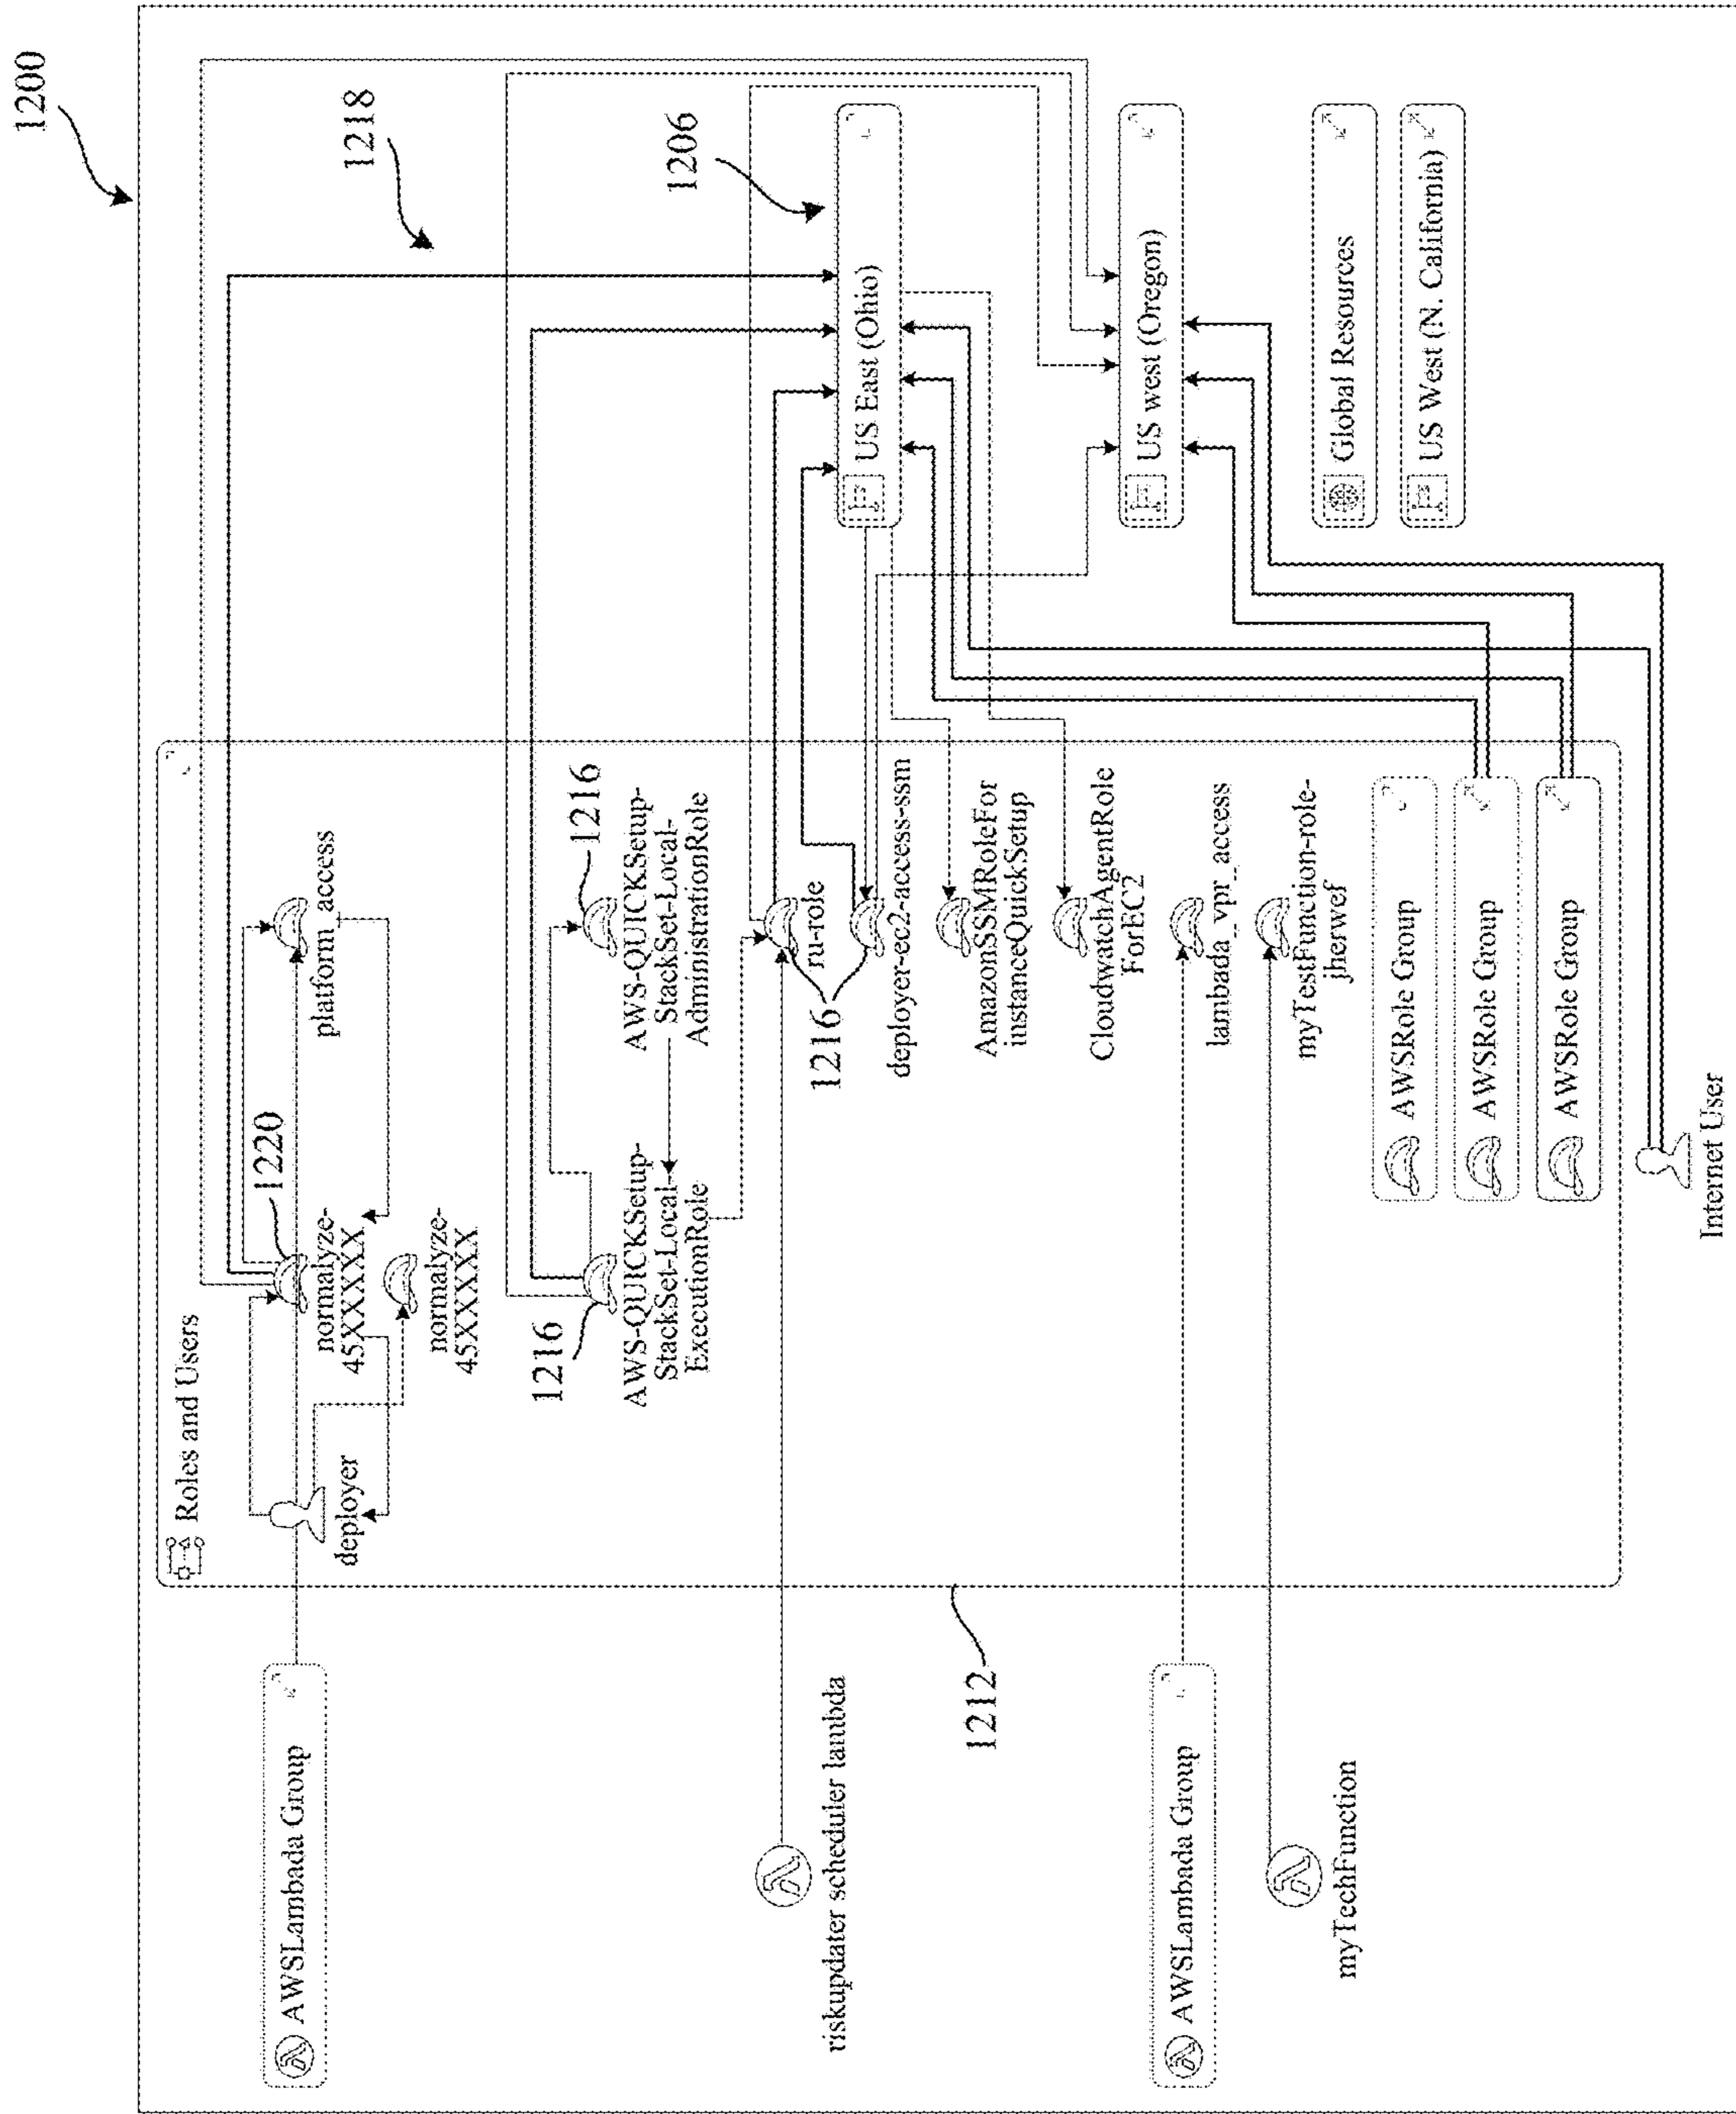 1200
1218
1206
Roles and Users
AWSLambada Group
deployer
1220
normalyze-
45XXXXX
normalyze-
45XXXXX
platform_access
1216
AWS-QUICKSetup-
StackSet-Local-
ExecutionRole
1216
AWS-QUICKSetup-
StackSet-Local-
AdministrationRole
riskupdater scheduler lambda
1216
ru-role
deployer-ec2-access-ssm
AmazonSSMRoleFor
instanceQuickSetup
CloudwatchAgentRole
ForEC2
1212
AWSLambada Group
lambada_vpr_access
myTechFunction
myTestFunction-role-
jherwef
AWSRole Group
AWSRole Group
AWSRole Group
Internet User
US East (Ohio)
US west (Oregon)
Global Resources
US West (N. California)